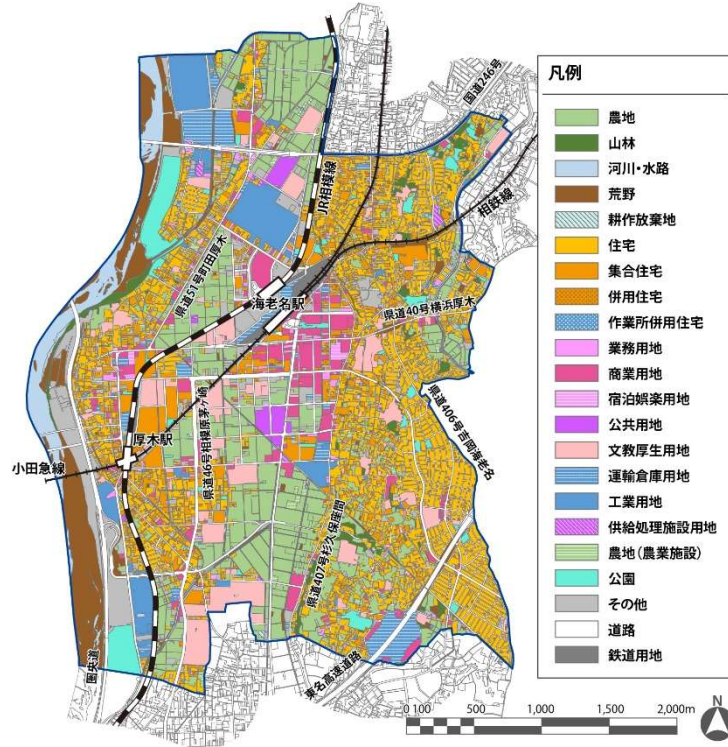 国道246号
凡例
農地
山林
河川・水路
荒野
耕作放棄地
住宅
集合住宅
併用住宅
作業所併用住宅
業務用地
商業用地
宿泊娯楽用地
公共用地
文教厚生用地
運輸倉庫用地
工業用地
供給処理施設用地
農地(農業施設)
公園
その他
道路
鉄道用地
JR相模線
相鉄線
県道51号町田厚木
海老名駅
県道40号横浜厚木
県道406号吉岡海老名
厚木駅
小田急線
県道46号相模原茅ヶ崎
県道407号杉久保座間
圏央道
東名高速道路
0 100 500 1,000 1,500 2,000m
N